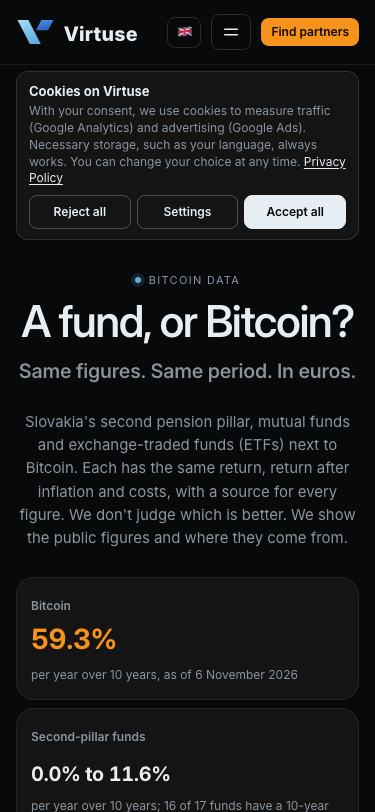 Virtuse
Find partners
Cookies on Virtuse
With your consent, we use cookies to measure traffic
(Google Analytics) and advertising (Google Ads).
Necessary storage, such as your language, always
works. You can change your choice at any time. Privacy
Policy
Reject all
Settings
Accept all
BITCOIN DATA
A fund, or Bitcoin?
Same figures. Same period. In euros.
Slovakia's second pension pillar, mutual funds
and exchange-traded funds (ETFs) next to
Bitcoin. Each has the same return, return after
inflation and costs, with a source for every
figure. We don't judge which is better. We show
the public figures and where they come from.
Bitcoin
59.3%
per year over 10 years, as of 6 November 2026
Second-pillar funds
0.0% to 11.6%
per year over 10 years; 16 of 17 funds have a 10-year